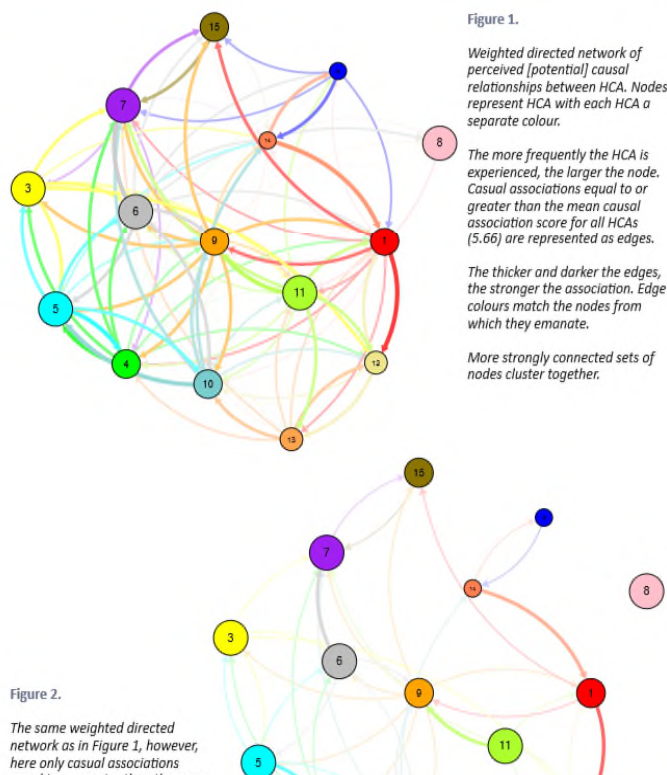 Figure 1.
Weighted directed network of
perceived [potential] causal
relationships between HCA. Nodes
represent HCA with each HCA a
separate colour.
The more frequently the HCA is
experienced, the larger the node.
Casual associations equal to or
greater than the mean causal
association score for all HCAs
(5.66) are represented as edges.
The thicker and darker the edges,
the stronger the association. Edge
colours match the nodes from
which they emanate.
More strongly connected sets of
nodes cluster together.
15
7
8
3
6
9
1
11
5
4
10
12
13
15
7
8
3
6
9
1
11
5
Figure 2.
The same weighted directed
network as in Figure 1, however,
here only casual associations